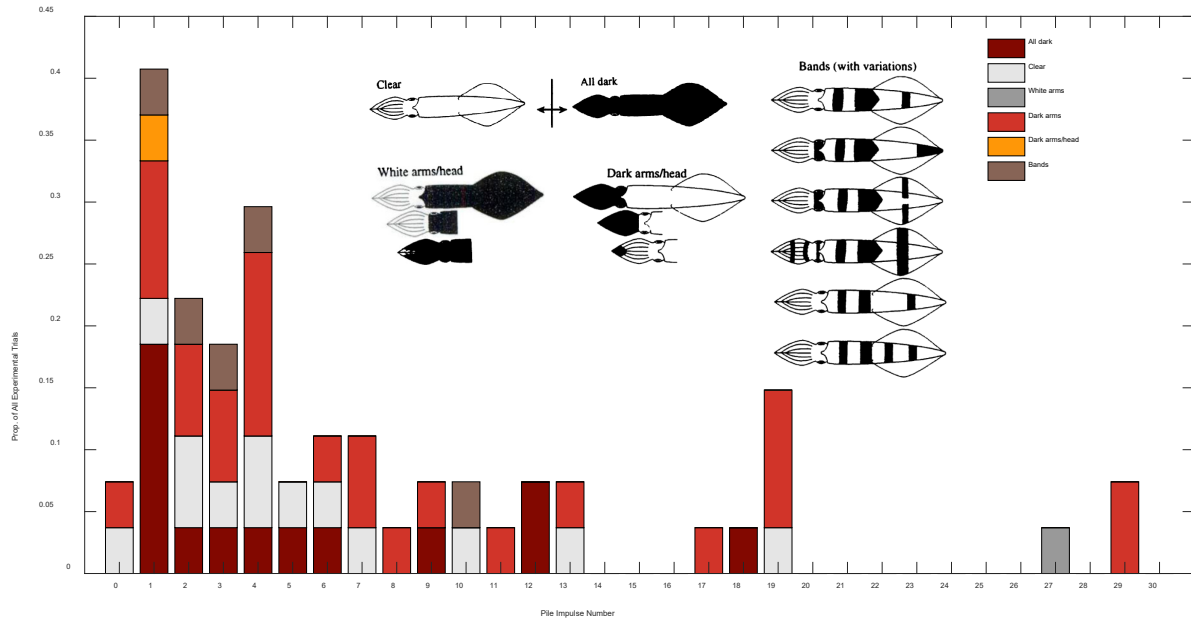 0.45
0.4
0.35
0.3
0.25
0.2
0.15
0.1
0.05
0
Prop. of All Experimental Trials
Clear
All dark
White arms/head
Dark arms/head
Bands (with variations)
All dark
Clear
White arms
Dark arms
Dark arms/head
Bands
0 1 2 3 4 5 6 7 8 9 10 11 12 13 14 15 16 17 18 19 20 21 22 23 24 25 26 27 28 29 30
Pile Impulse Number